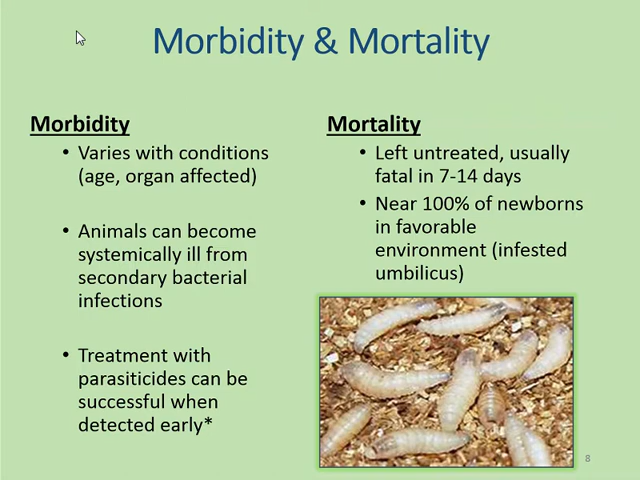 Morbidity & Mortality
Morbidity
• Varies with conditions
(age, organ affected)
• Animals can become
systemically ill from
secondary bacterial
infections
• Treatment with
parasiticides can be
successful when
detected early*
Mortality
• Left untreated, usually
fatal in 7-14 days
• Near 100% of newborns
in favorable
environment (infested
umbilicus)
8